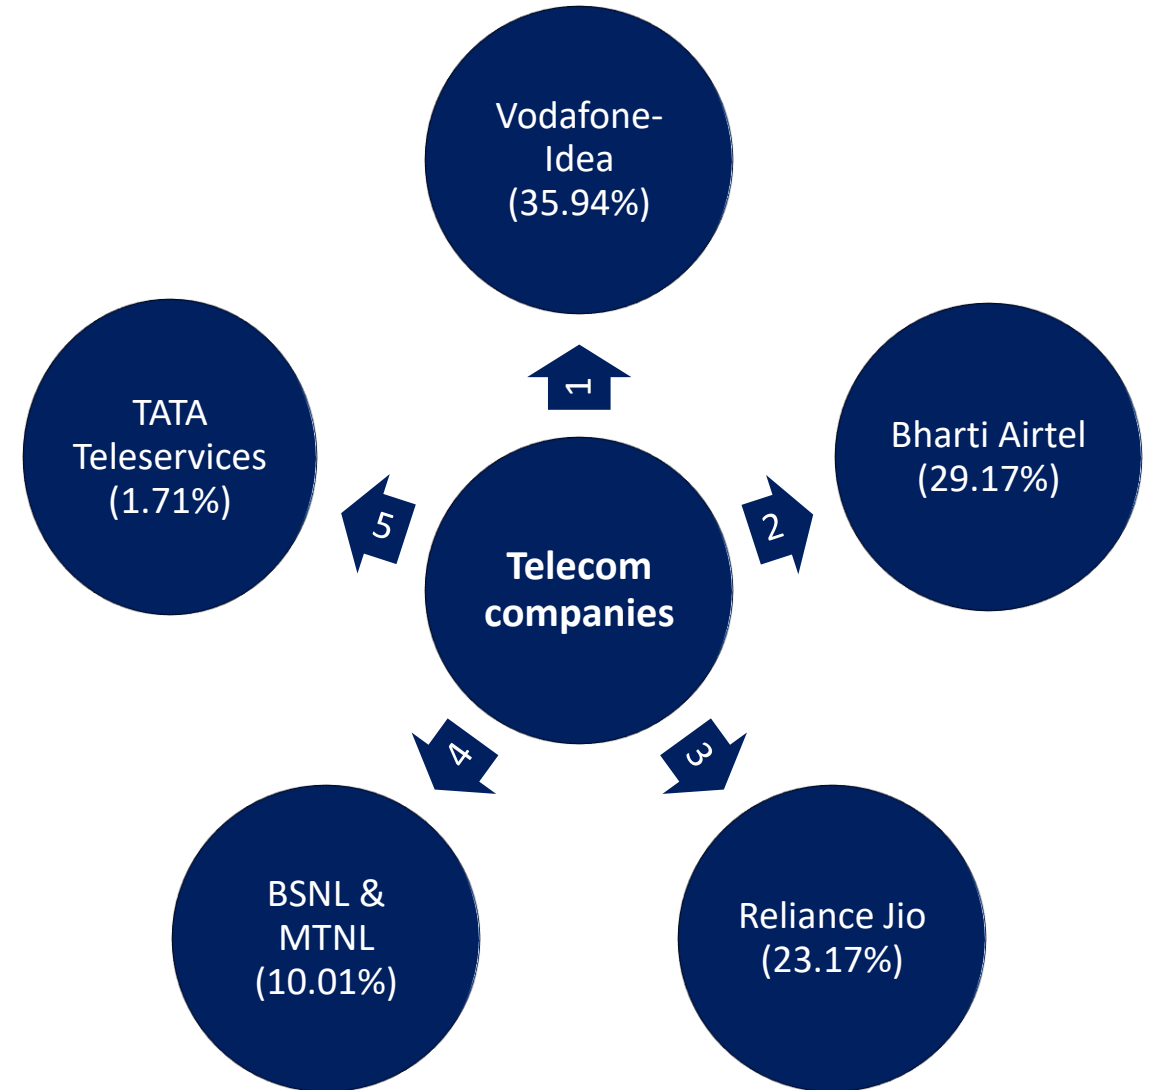 Vodafone-
Idea
(35.94%)
1
TATA
Teleservices
(1.71%)
Bharti Airtel
(29.17%)
5
2
Telecom
companies
4
3
BSNL &
MTNL
(10.01%)
Reliance Jio
(23.17%)